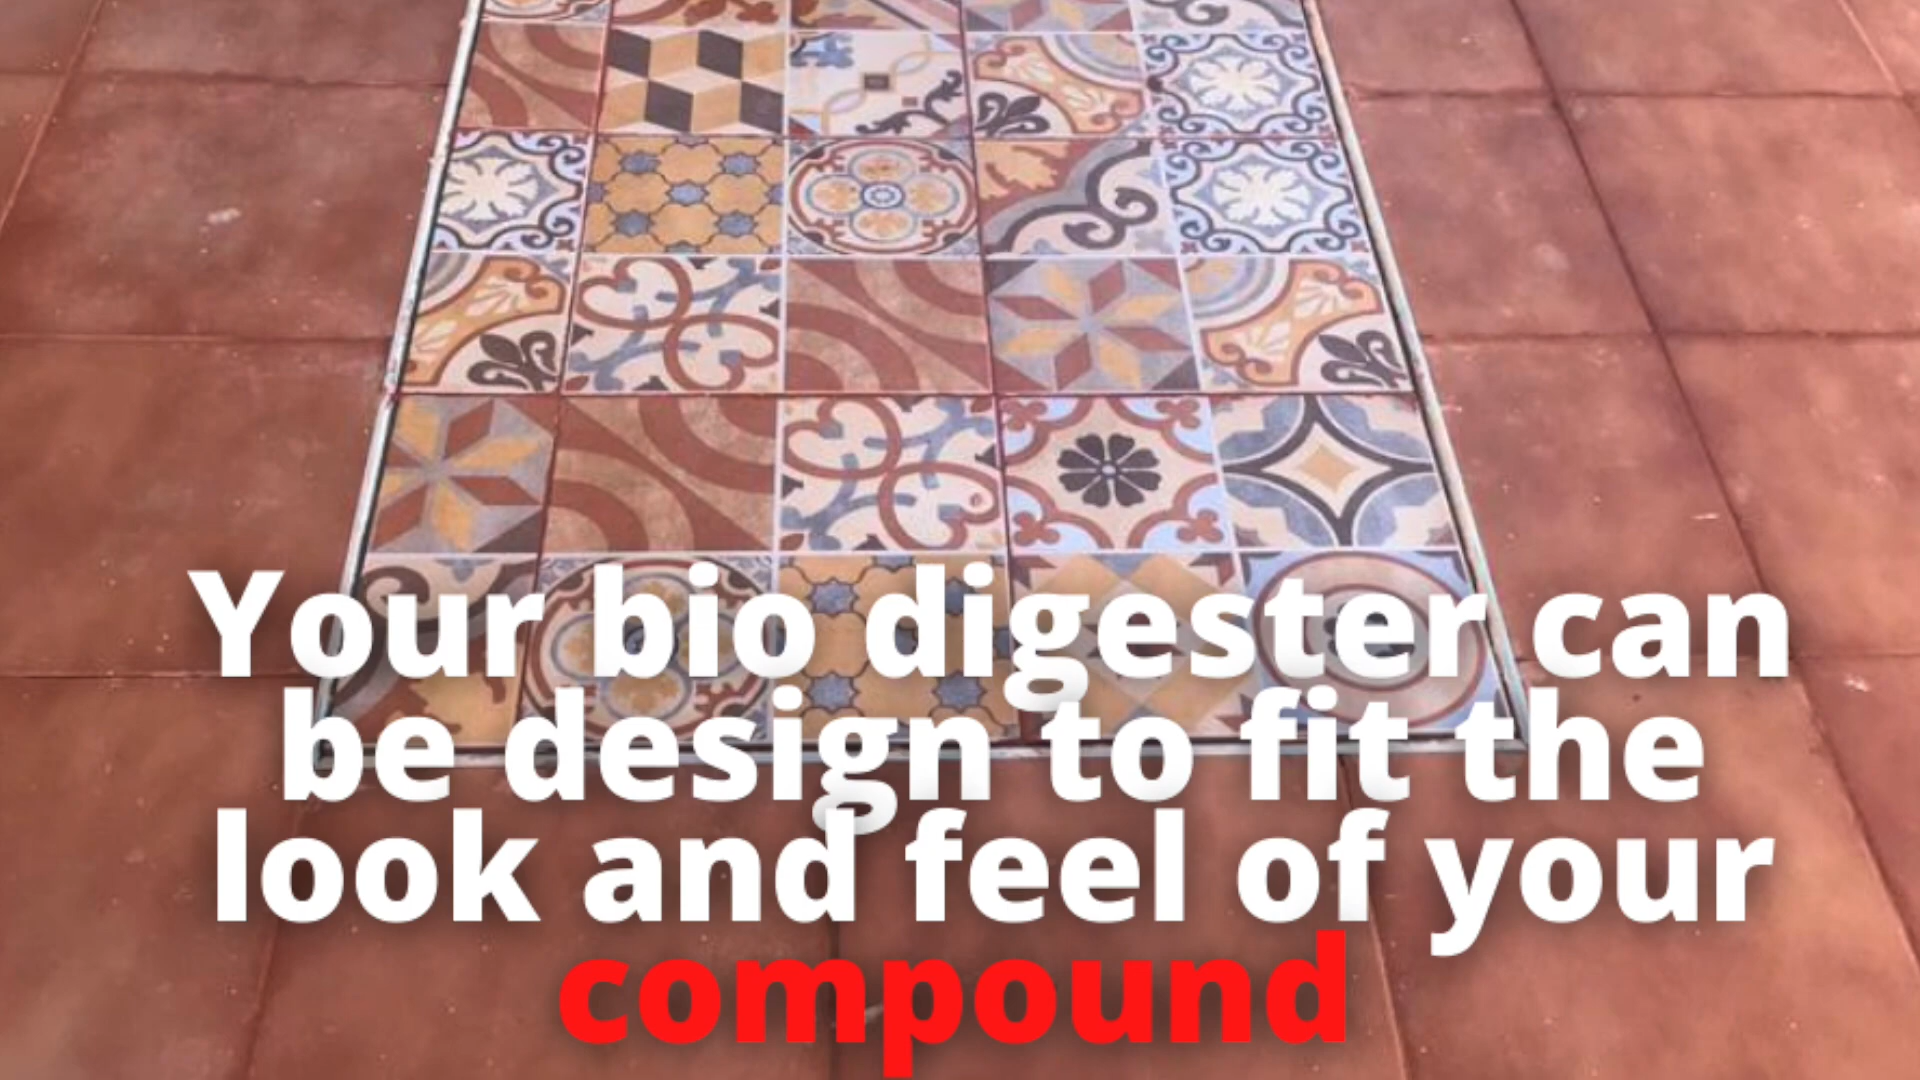 Your bio digester can
be design to fit the
look and feel of your
compound